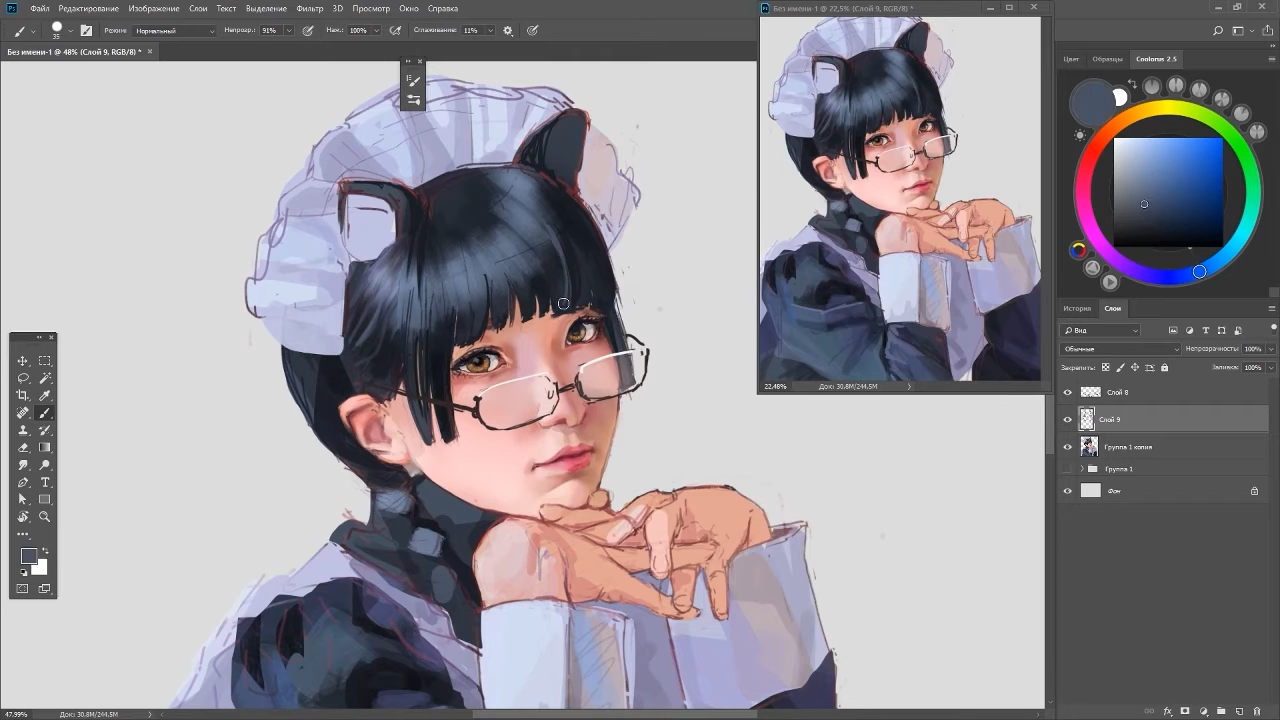 Файл Редактирование Изображение Слои Текст Выделение Фильтр 3D Просмотр Окно Справка
Режим: Нормальный Непрозр.: 91% Наж.: 100% Сглаживание: 11%
35
Без имени-1 @ 48% (Слой 9, RGB/8) *
Без имени-1 @ 22,5% (Слой 9, RGB/8) *
22,48% Док: 30,8M/244,5M
Цвет Образцы Coolorus 2.5
История Слои
Вид
Обычные Непрозрачность: 100%
Закрепить: Заливка: 100%
Слой 8
Слой 9
Группа 1 копия
Группа 1
Фон
47,99% Док: 30,8M/244,5M